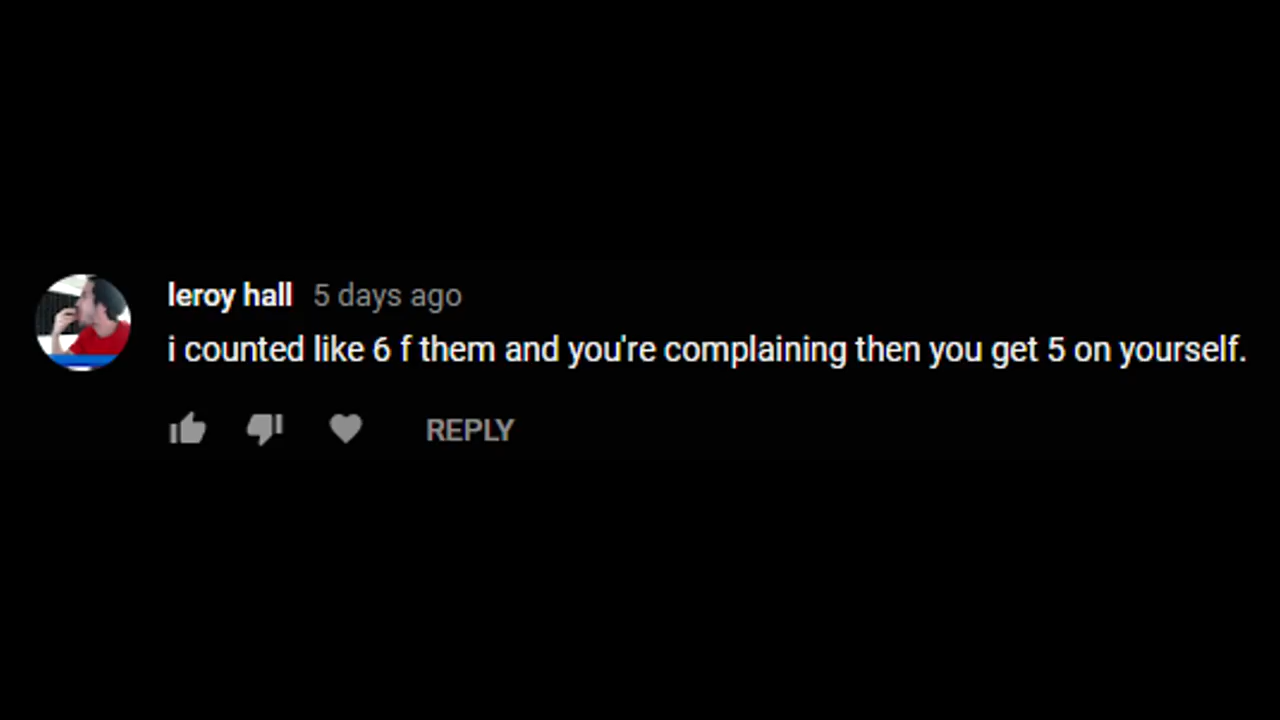 leroy hall 5 days ago
i counted like 6 f them and you're complaining then you get 5 on yourself.
REPLY